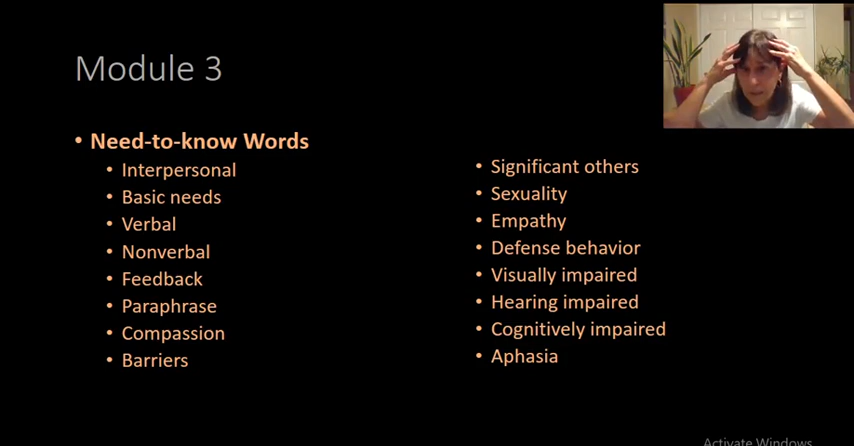 Module 3
• Need-to-know Words
• Interpersonal
• Basic needs
• Verbal
• Nonverbal
• Feedback
• Paraphrase
• Compassion
• Barriers
• Significant others
• Sexuality
• Empathy
• Defense behavior
• Visually impaired
• Hearing impaired
• Cognitively impaired
• Aphasia
Activate Windows